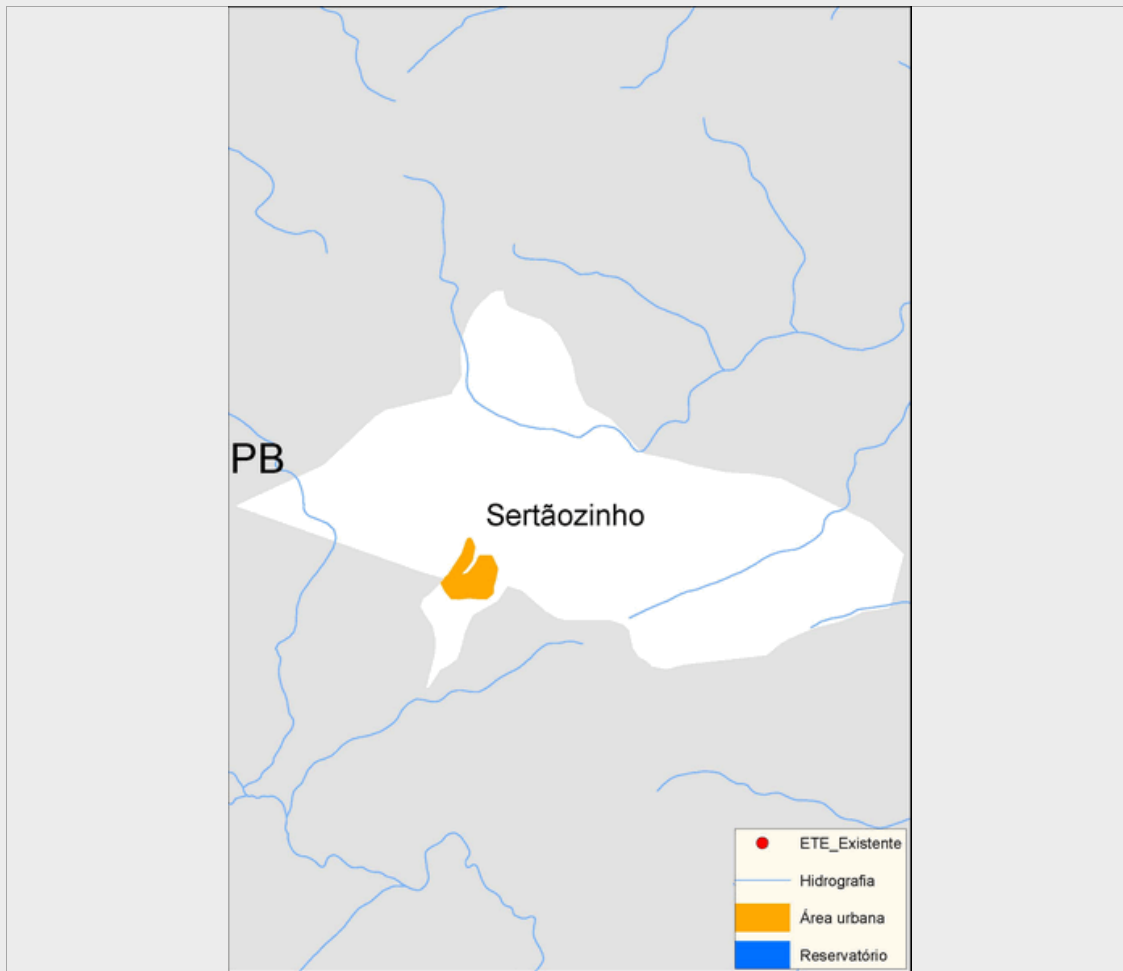 PB
Sertãozinho
ETE_Existente
Hidrografia
Área urbana
Reservatório